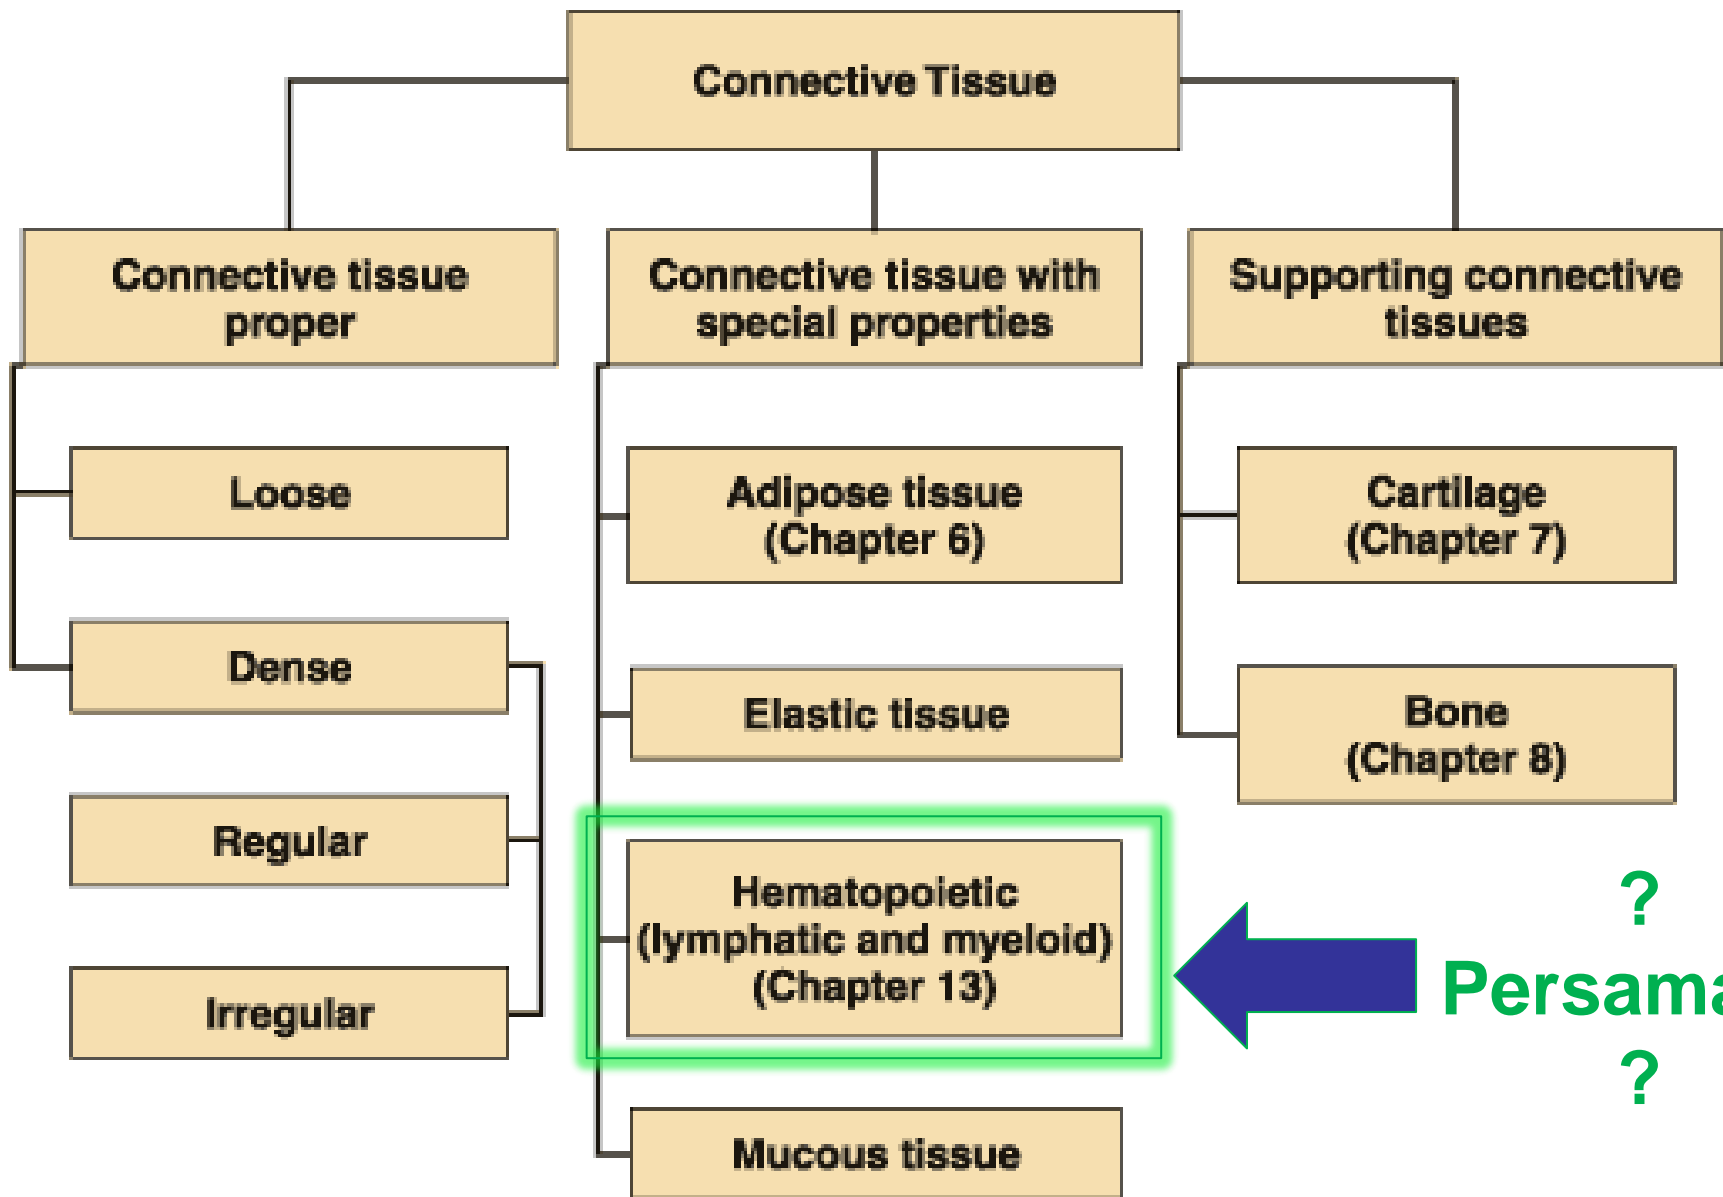 Connective Tissue
Connective tissue
proper
Connective tissue with
special properties
Supporting connective
tissues
Loose
Dense
Regular
Irregular
Adipose tissue
(Chapter 6)
Elastic tissue
Hematopoietic
(lymphatic and myeloid)
(Chapter 13)
Mucous tissue
Cartilage
(Chapter 7)
Bone
(Chapter 8)
?
Persama
?